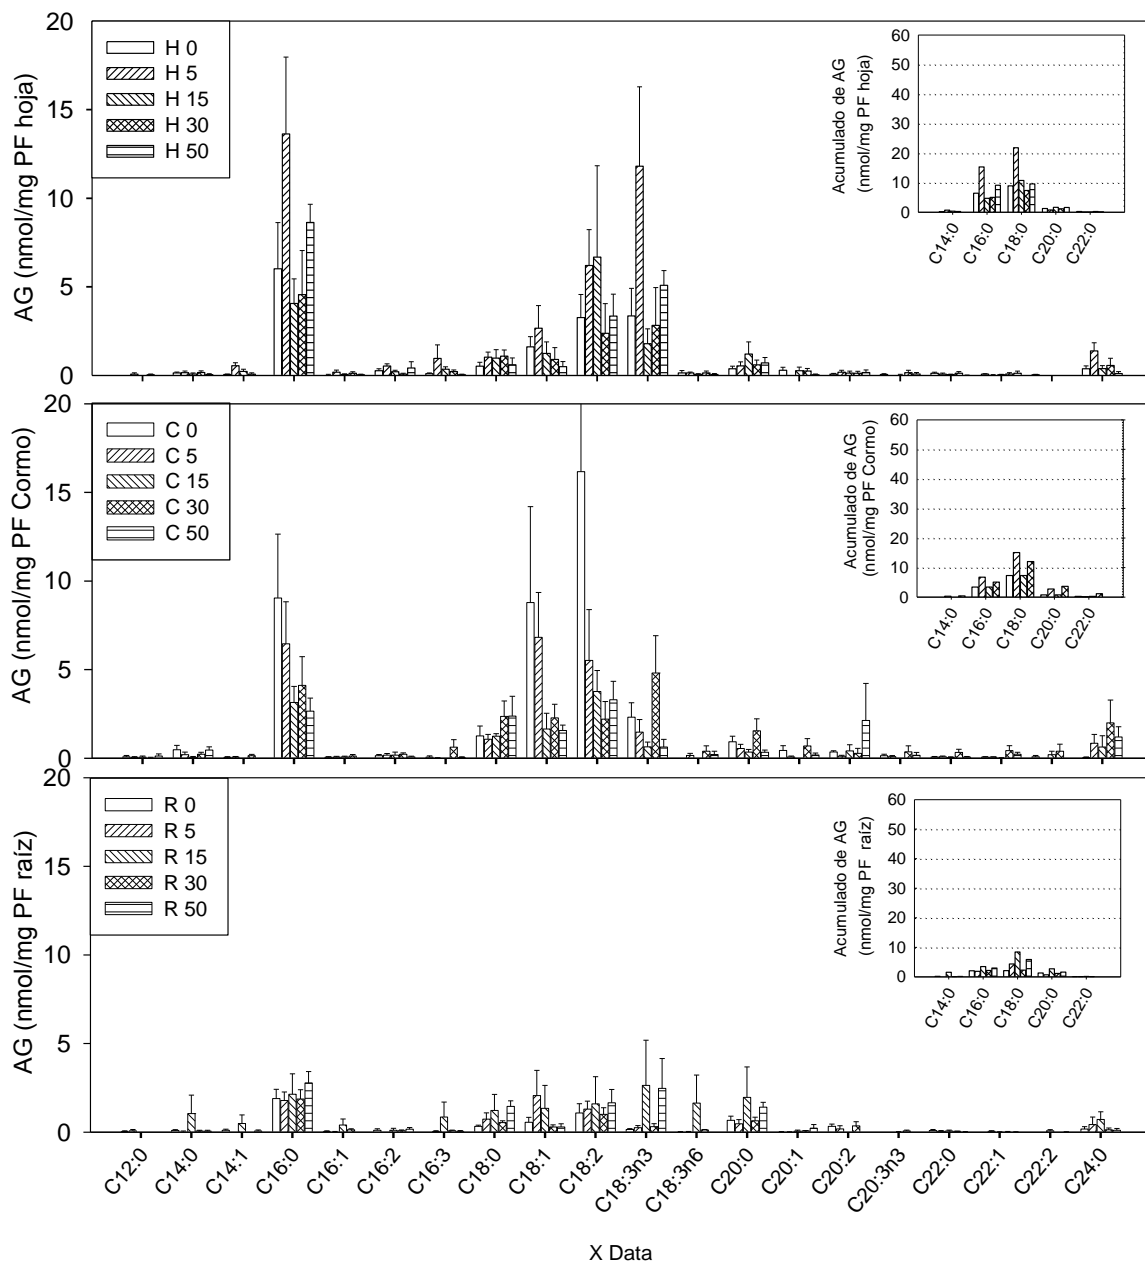 20
15
10
5
0
AG (nmol/mg PF hoja)
H 0
H 5
H 15
H 30
H 50
Acumulado de AG
(nmol/mg PF hoja)
60
50
40
30
20
10
0
C14:0
C16:0
C18:0
C20:0
C22:0
20
15
10
5
0
AG (nmol/mg PF Cormo)
C 0
C 5
C 15
C 30
C 50
Acumulado de AG
(nmol/mg PF Cormo)
60
50
40
30
20
10
0
C14:0
C16:0
C18:0
C20:0
C22:0
20
15
10
5
0
AG (nmol/mg PF raíz)
R 0
R 5
R 15
R 30
R 50
Acumulado de AG
(nmol/mg PF raíz)
60
50
40
30
20
10
0
C14:0
C16:0
C18:0
C20:0
C22:0
C12:0
C14:0
C14:1
C16:0
C16:1
C16:2
C16:3
C18:0
C18:1
C18:2
C18:3n3
C18:3n6
C20:0
C20:1
C20:2
C20:3n3
C22:0
C22:1
C22:2
C24:0
X Data